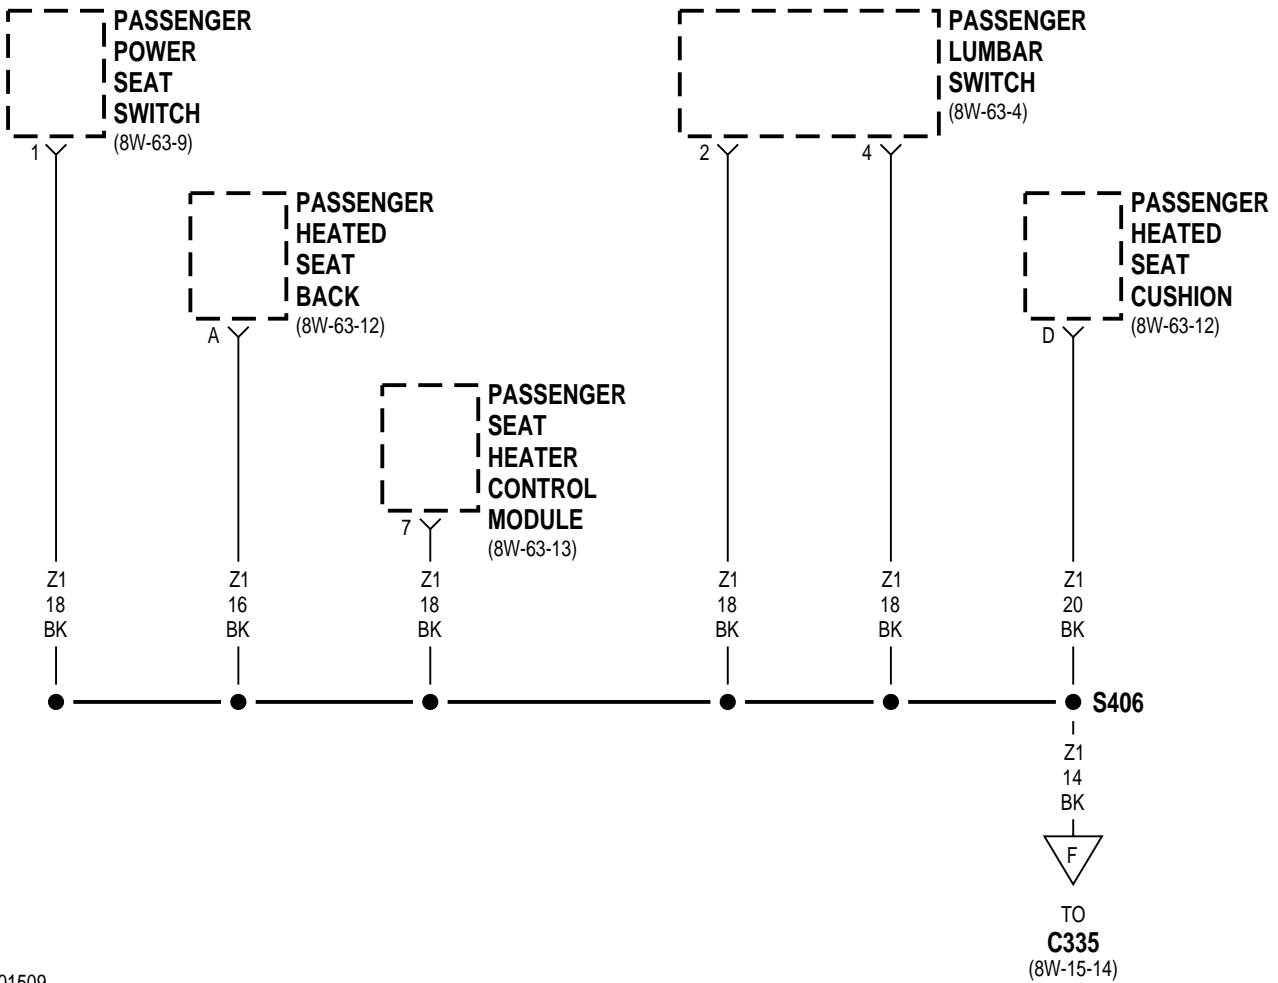 PASSENGER
POWER
SEAT
SWITCH
(8W-63-9)
1
PASSENGER
LUMBAR
SWITCH
(8W-63-4)
2
4
PASSENGER
HEATED
SEAT
BACK
(8W-63-12)
A
PASSENGER
HEATED
SEAT
CUSHION
(8W-63-12)
D
PASSENGER
SEAT
HEATER
CONTROL
MODULE
(8W-63-13)
7
Z1
18
BK
Z1
16
BK
Z1
18
BK
Z1
18
BK
Z1
18
BK
Z1
20
BK
S406
Z1
14
BK
F
TO
C335
(8W-15-14)